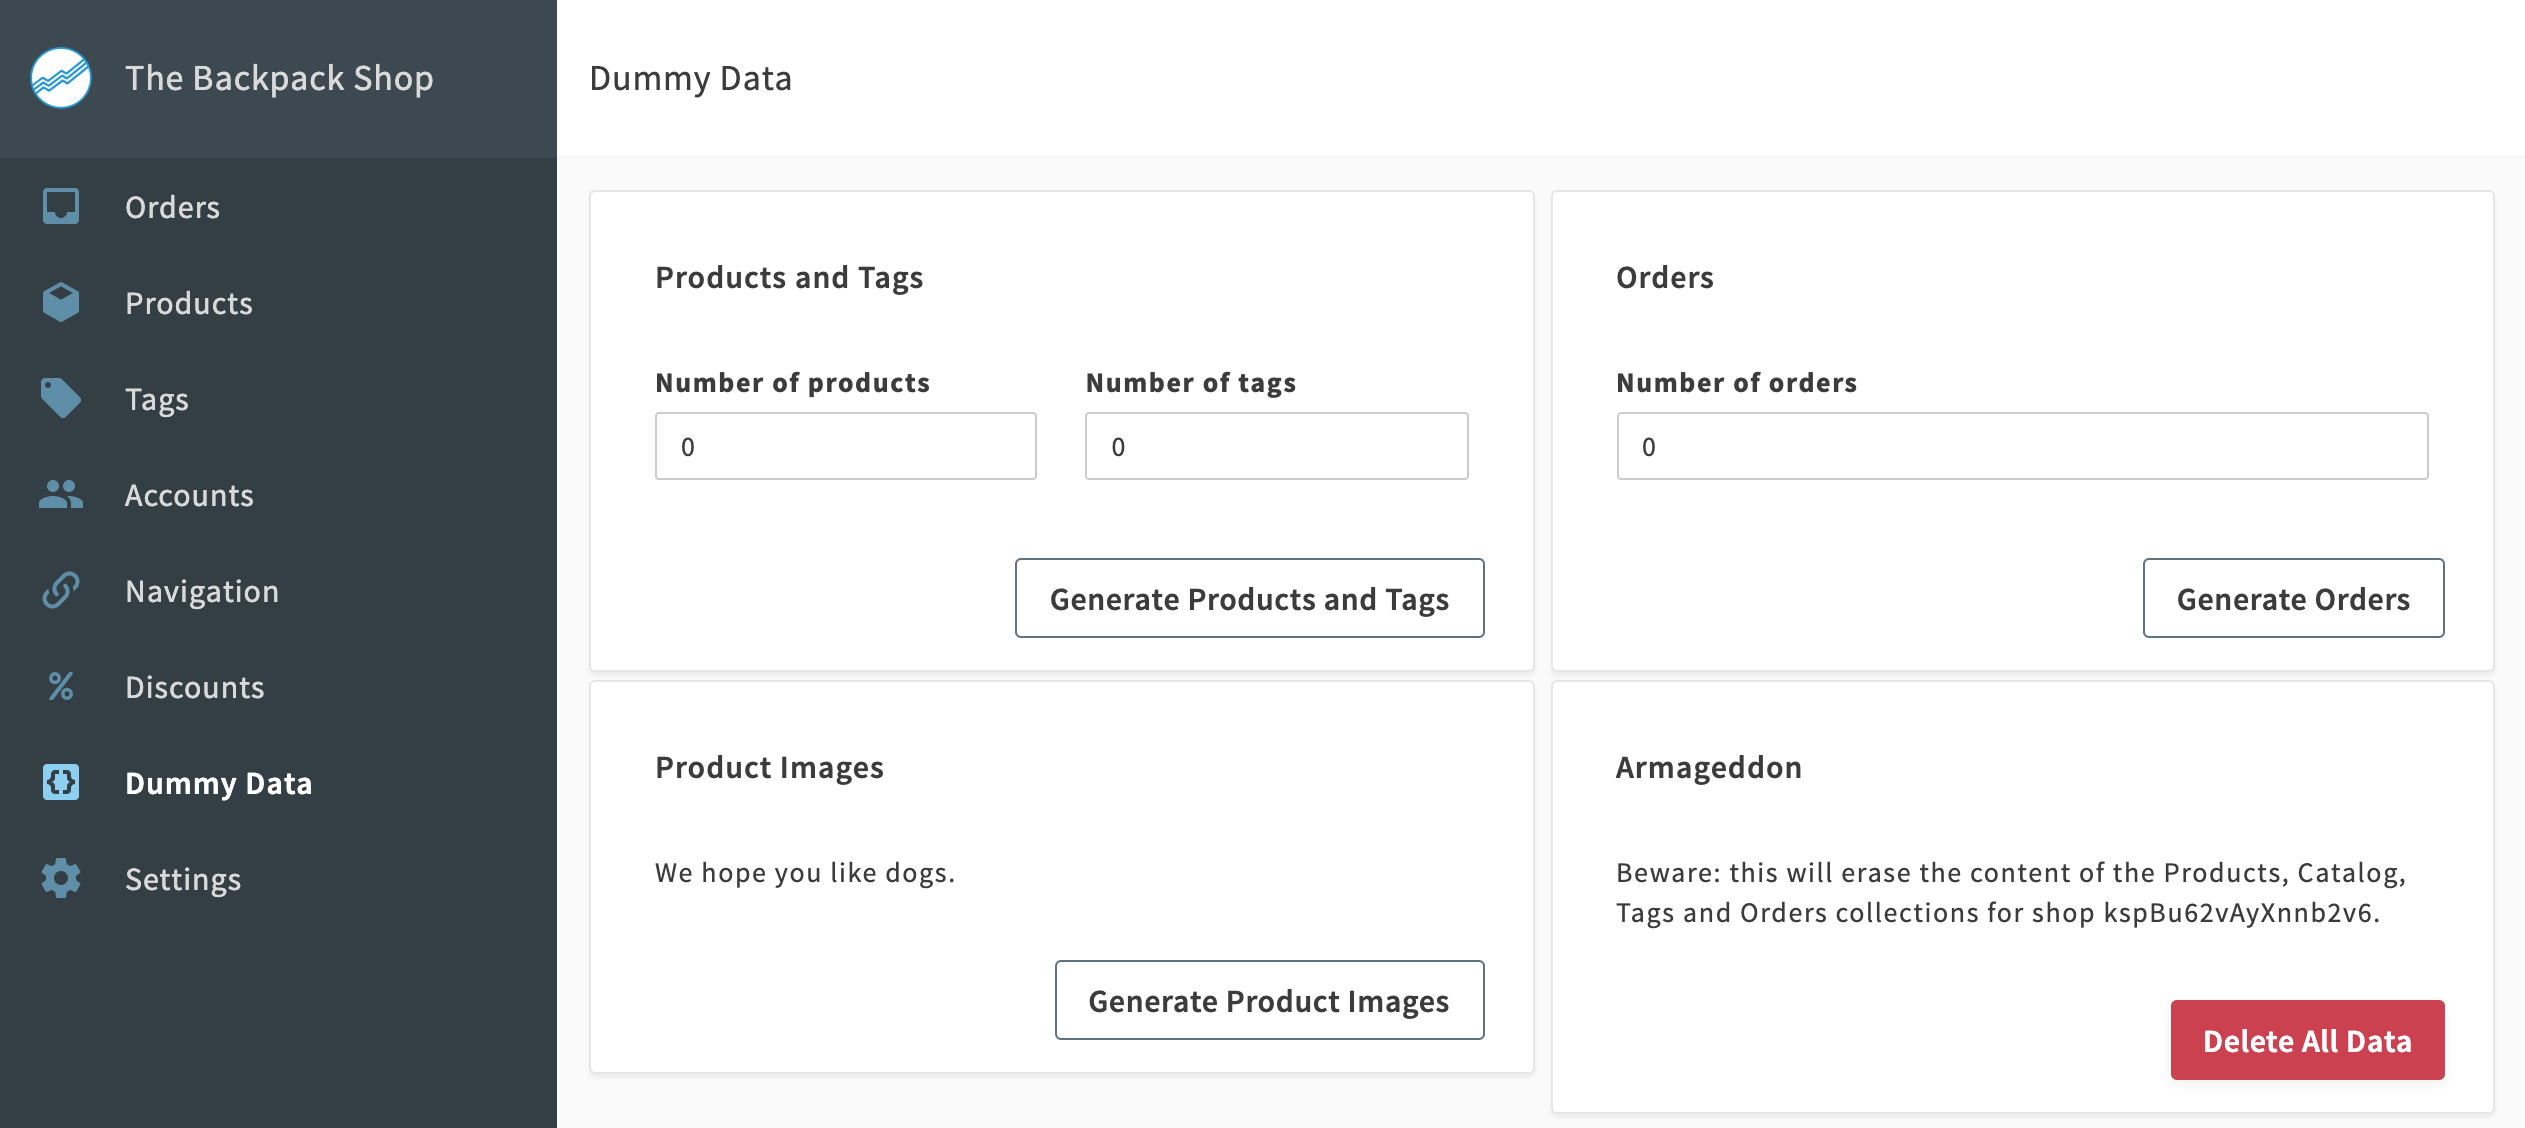 The Backpack Shop
Orders
Products
Tags
Accounts
Navigation
Discounts
Dummy Data
Settings
Dummy Data
Products and Tags
Number of products
Number of tags
0
0
Generate Products and Tags
Orders
Number of orders
0
Generate Orders
Product Images
We hope you like dogs.
Generate Product Images
Armageddon
Beware: this will erase the content of the Products, Catalog,
Tags and Orders collections for shop kspBu62vAyXnnb2v6.
Delete All Data